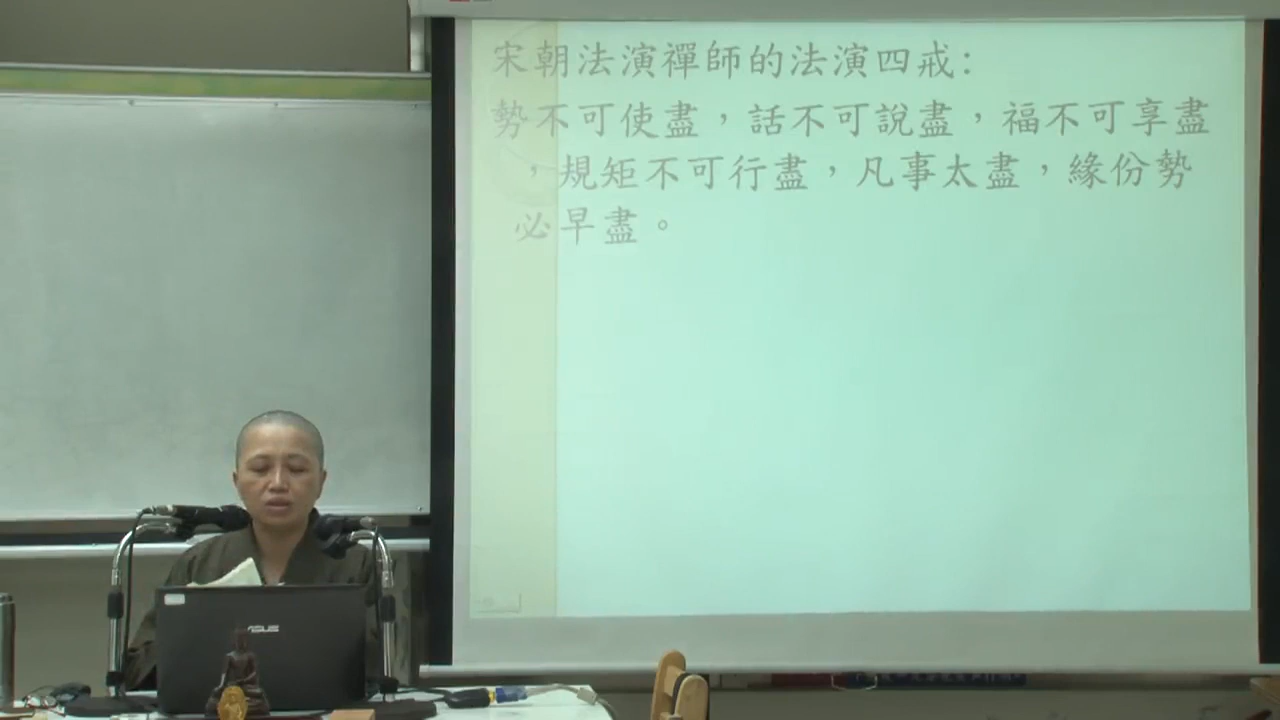 宋朝法演禪師的法演四戒:
勢不可使盡，話不可說盡，福不可享盡
，規矩不可行盡，凡事太盡，緣份勢
必早盡。
ASUS